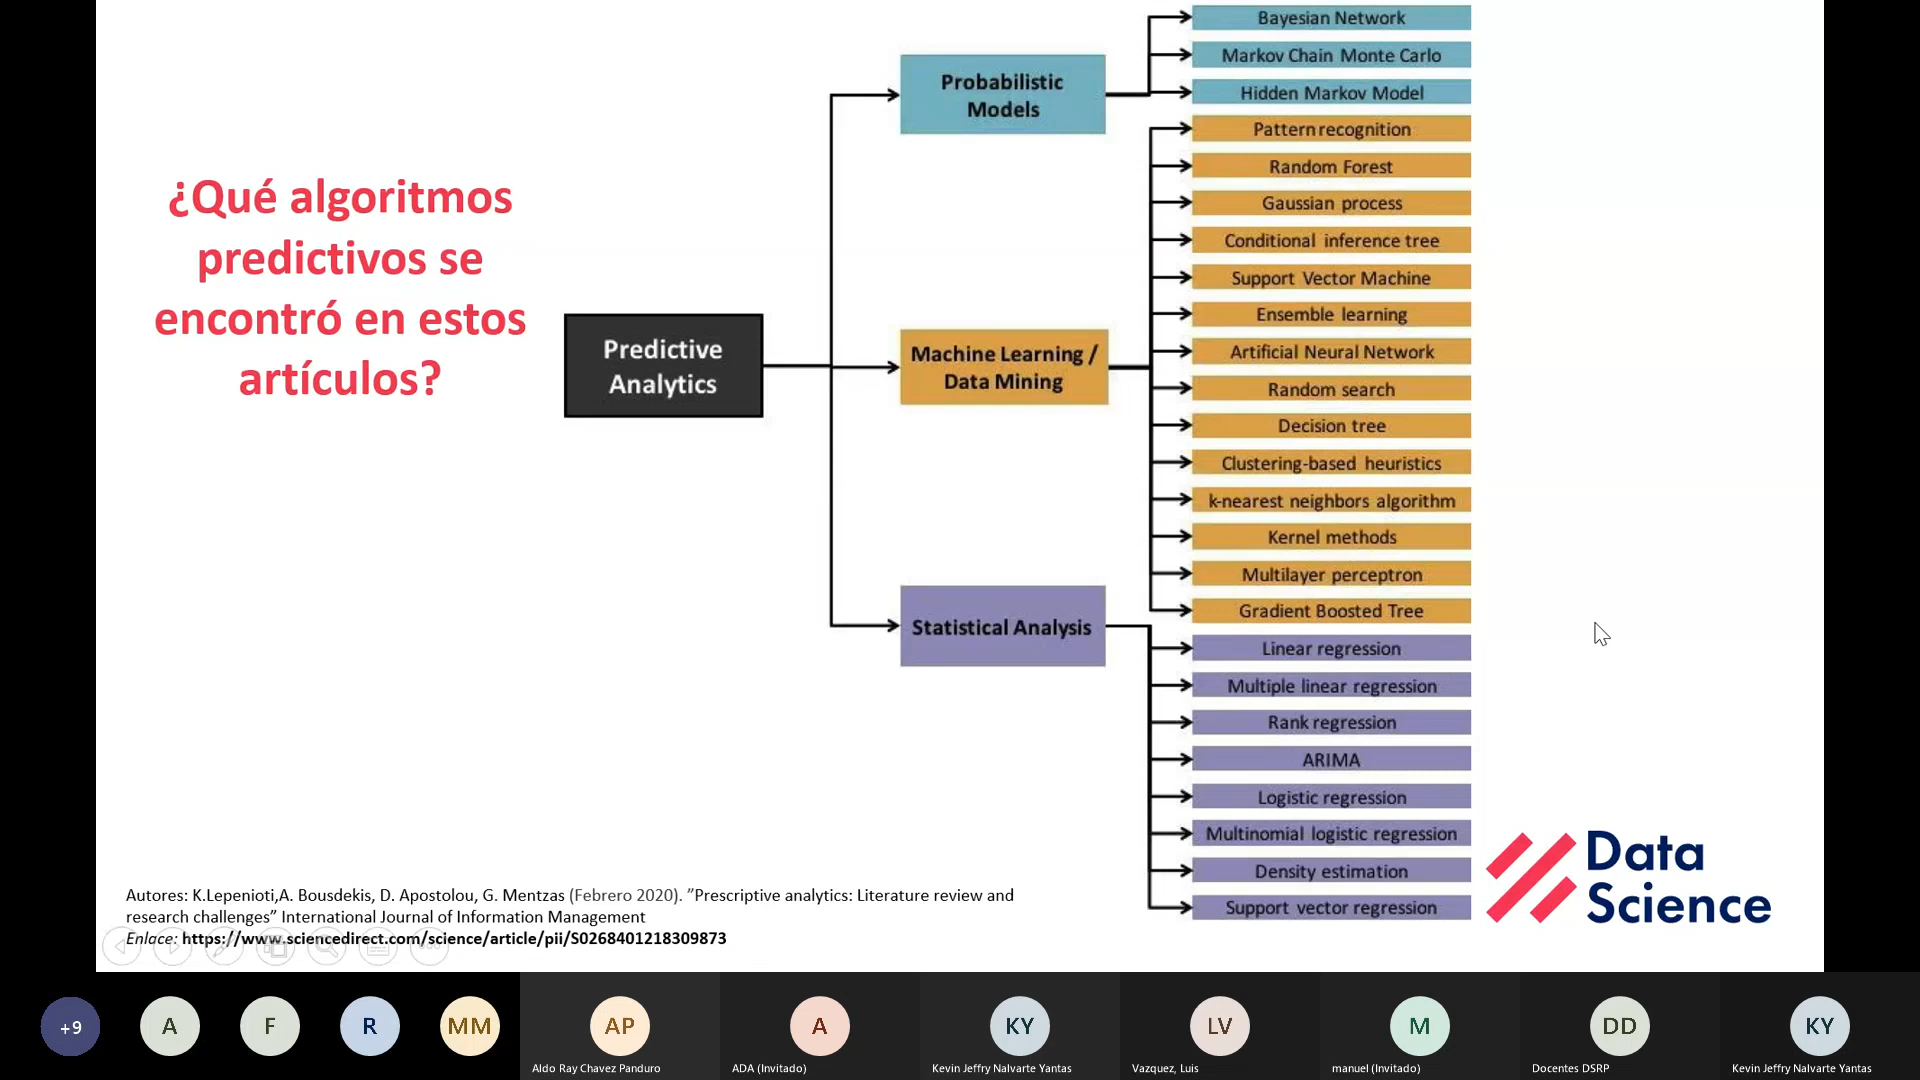 ¿Qué algoritmos
predictivos se
encontró en estos
artículos?
Predictive
Analytics
Probabilistic
Models
Machine Learning /
Data Mining
Statistical Analysis
Bayesian Network
Markov Chain Monte Carlo
Hidden Markov Model
Pattern recognition
Random Forest
Gaussian process
Conditional inference tree
Support Vector Machine
Ensemble learning
Artificial Neural Network
Random search
Decision tree
Clustering-based heuristics
k-nearest neighbors algorithm
Kernel methods
Multilayer perceptron
Gradient Boosted Tree
Linear regression
Multiple linear regression
Rank regression
ARIMA
Logistic regression
Multinomial logistic regression
Density estimation
Support vector regression
Data
Science
Autores: K.Lepenioti,A. Bousdekis, D. Apostolou, G. Mentzas (Febrero 2020). ”Prescriptive analytics: Literature review and
research challenges” International Journal of Information Management
Enlace: https://www.sciencedirect.com/science/article/pii/S0268401218309873
+9
A
F
R
MM
AP
A
KY
LV
M
DD
KY
Aldo Ray Chavez Panduro
ADA (Invitado)
Kevin Jeffry Nalvarte Yantas
Vazquez, Luis
manuel (Invitado)
Docentes DSRP
Kevin Jeffry Nalvarte Yantas